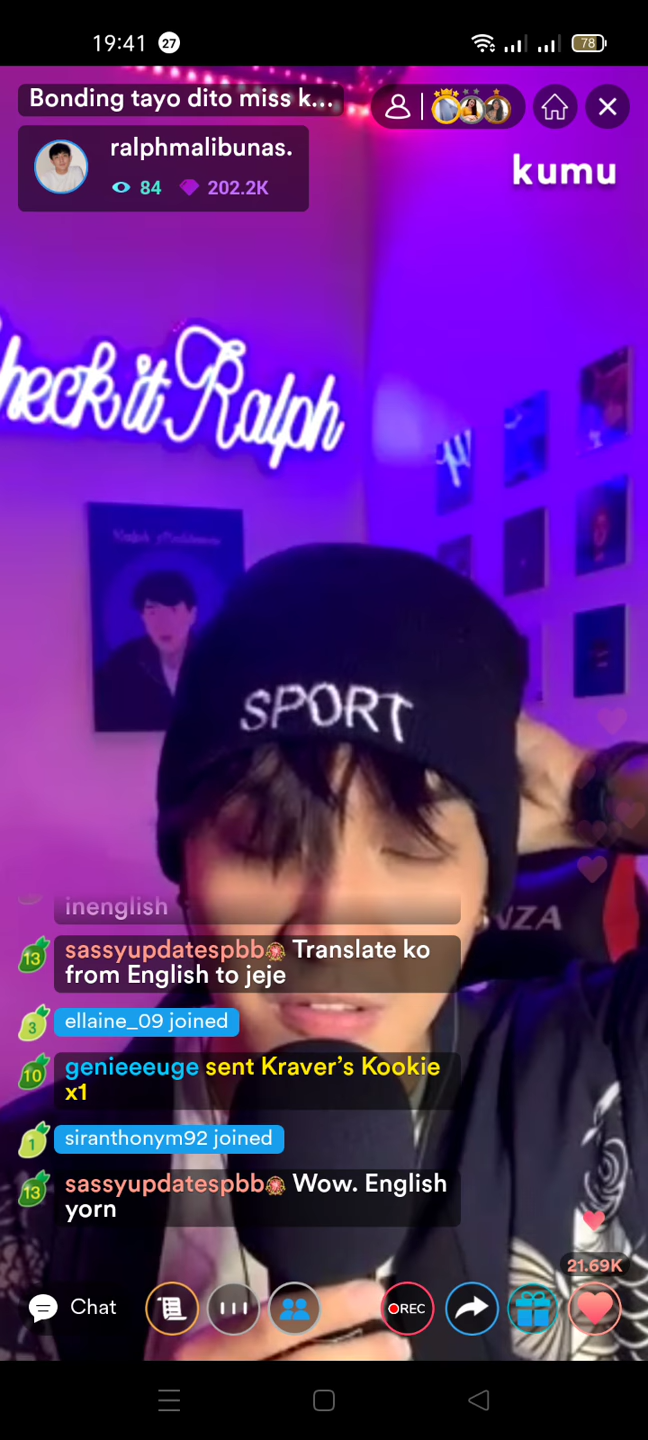 19:41
27
78
Bonding tayo dito miss k...
ralphmalibunas.
84
202.2K
kumu
heck it Ralph
SPORT
NZA
inenglish
13
sassyupdatespbb Translate ko
from English to jeje
3
ellaine_09 joined
10
genieeeuge sent Kraver’s Kookie
x1
1
siranthonym92 joined
13
sassyupdatespbb Wow. English
yorn
21.69K
Chat
REC